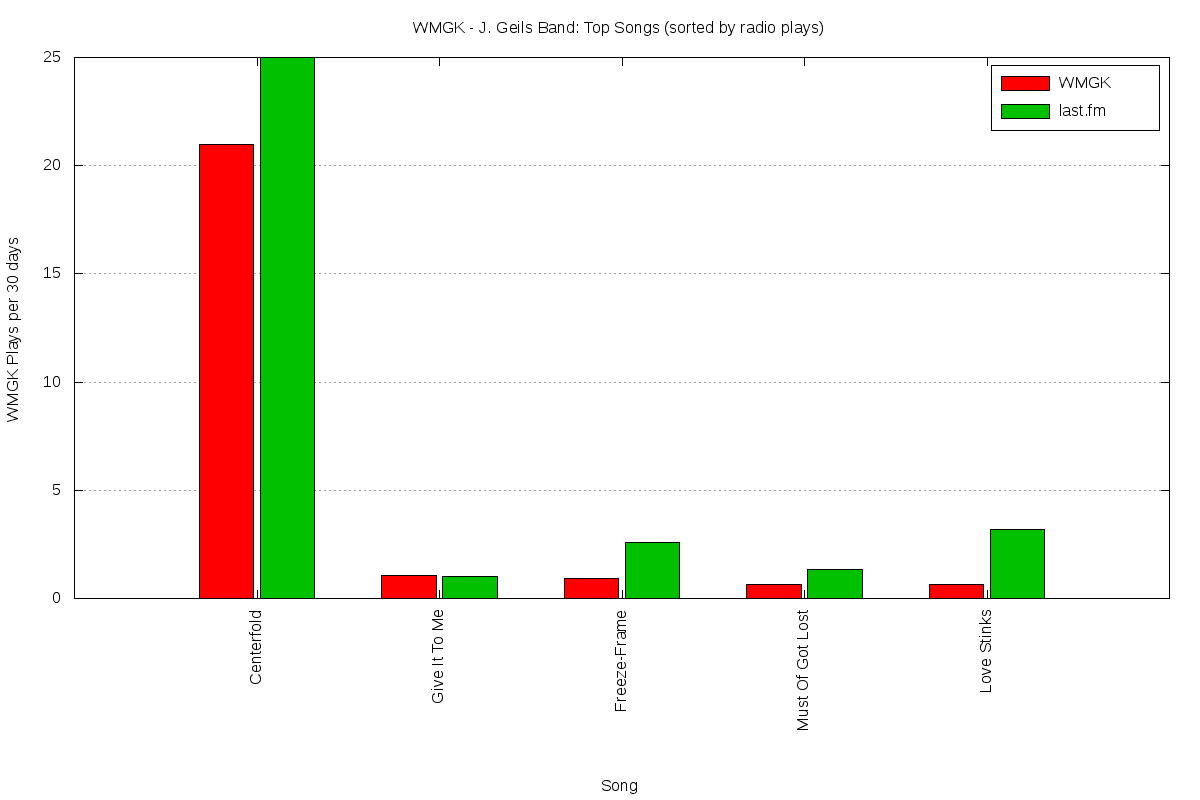 WMGK - J. Geils Band: Top Songs (sorted by radio plays)
WMGK
last.fm
25
20
15
10
5
0
WMGK Plays per 30 days
Centerfold
Give It To Me
Freeze-Frame
Must Of Got Lost
Love Stinks
Song